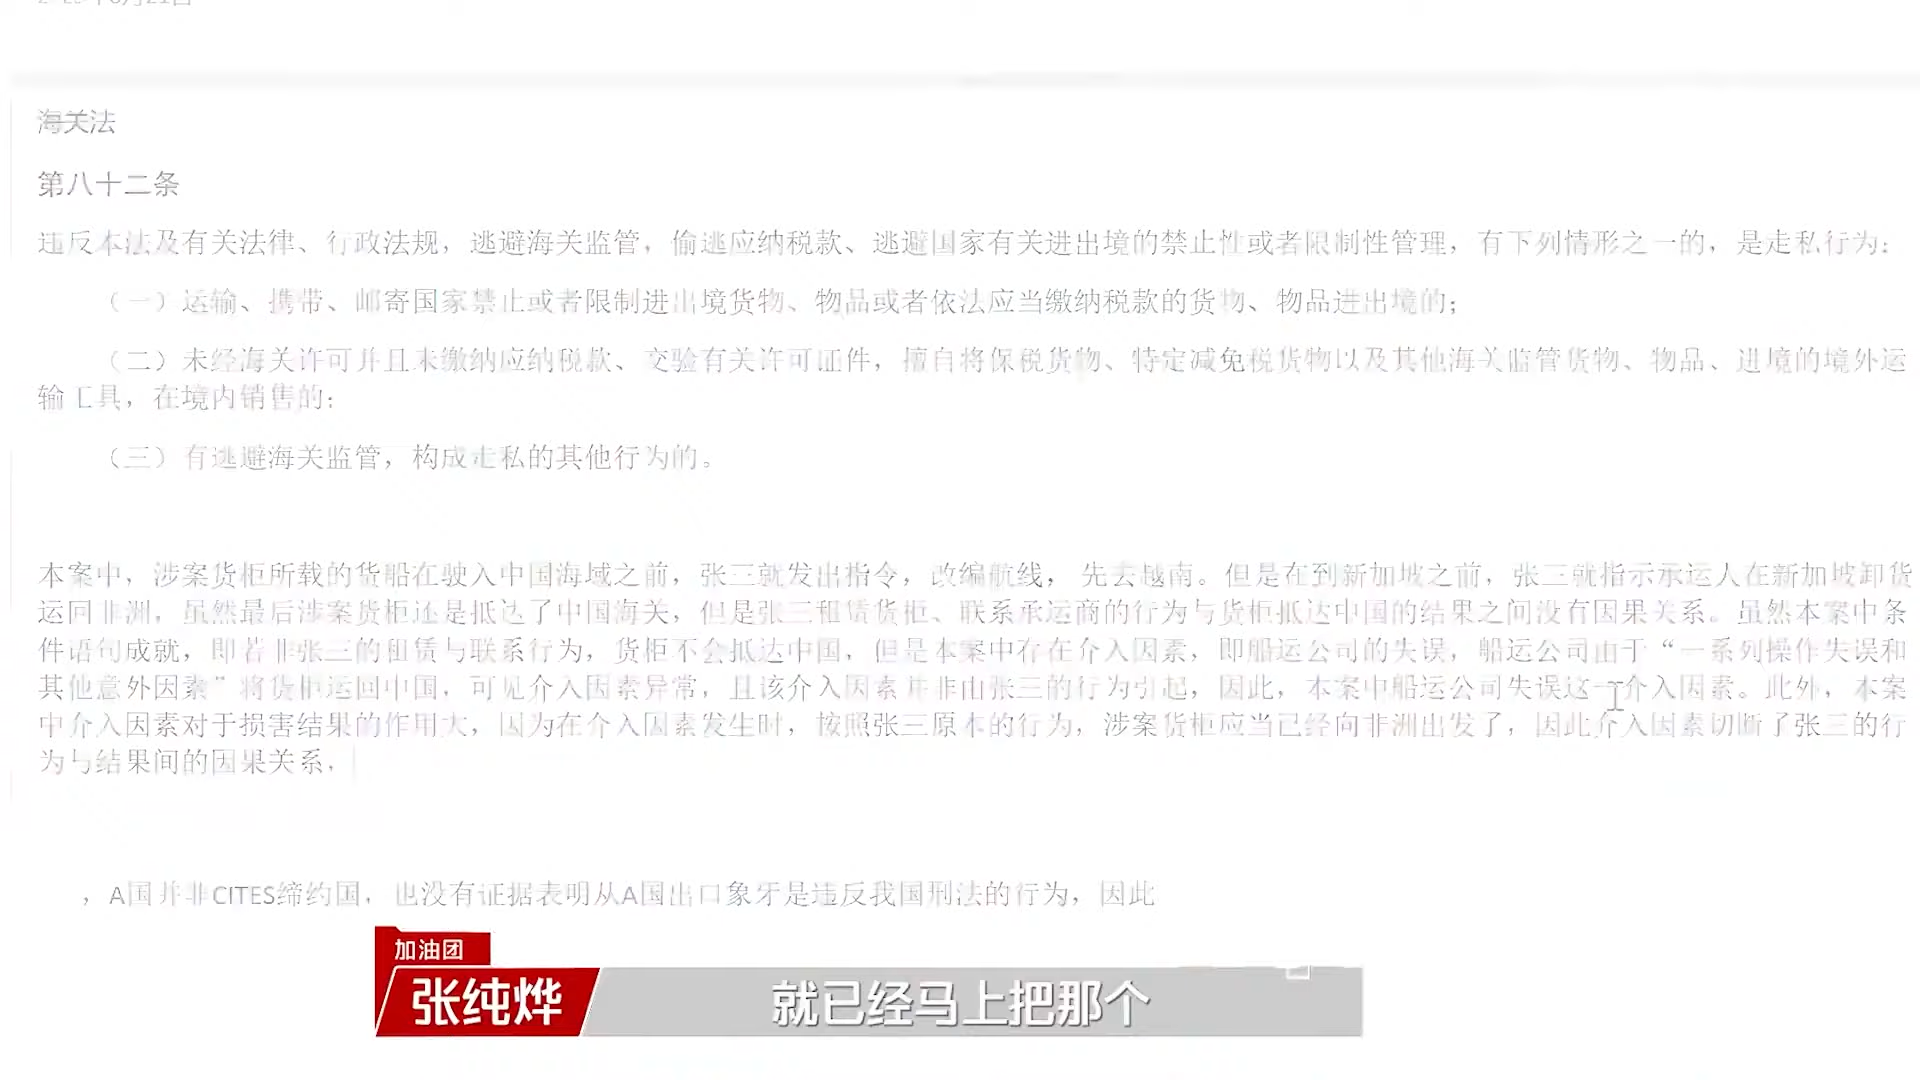 海关法
第八十二条
违反本法及有关法律、行政法规，逃避海关监管，偷逃应纳税款、逃避国家有关进出境的禁止性或者限制性管理，有下列情形之一的，是走私行为：
（一）运输、携带、邮寄国家禁止或者限制进出境货物、物品或者依法应当缴纳税款的货物、物品进出境的；
（二）未经海关许可并且未缴纳应纳税款、交验有关许可证件，擅自将保税货物、特定减免税货物以及其他海关监管货物、物品、进境的境外运
输工具，在境内销售的；
（三）有逃避海关监管，构成走私的其他行为的。
本案中，涉案货柜所载的货船在驶入中国海域之前，张三就发出指令，改编航线， 先去越南。但是在到新加坡之前，张三就指示承运人在新加坡卸货
运回非洲，虽然最后涉案货柜还是抵达了中国海关，但是张三租赁货柜、联系承运商的行为与货柜抵达中国的结果之间没有因果关系。虽然本案中条
件语句成就，即若非张三的租赁与联系行为，货柜不会抵达中国，但是本案中存在介入因素，即船运公司的失误，船运公司由于“一系列操作失误和
其他意外因素”将货柜运回中国，可见介入因素异常，且该介入因素并非由张三的行为引起，因此，本案中船运公司失误这一介入因素。此外，本案
中介入因素对于损害结果的作用大，因为在介入因素发生时，按照张三原本的行为，涉案货柜应当已经向非洲出发了，因此介入因素切断了张三的行
为与结果间的因果关系，
，A国并非CITES缔约国，也没有证据表明从A国出口象牙是违反我国刑法的行为，因此
加油团
张纯烨
就已经马上把那个